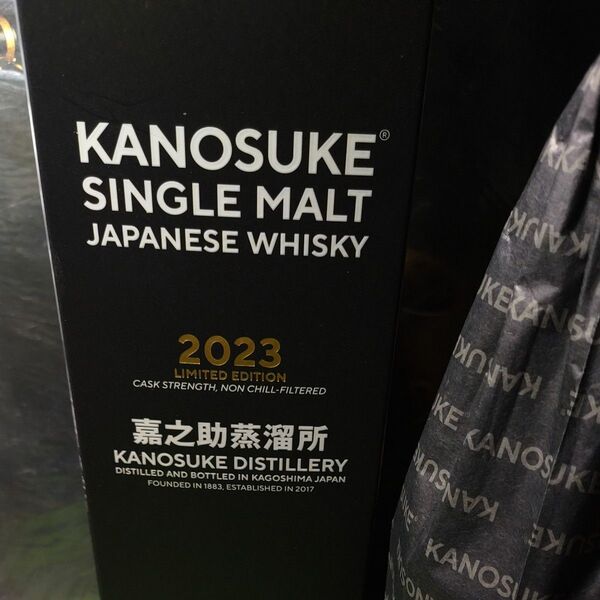 KANOSUKE®
SINGLE MALT
JAPANESE WHISKY
2023
LIMITED EDITION
CASK STRENGTH, NON CHILL-FILTERED
嘉之助蒸溜所
KANOSUKE DISTILLERY
DISTILLED AND BOTTLED IN KAGOSHIMA JAPAN
FOUNDED IN 1883, ESTABLISHED IN 2017
KANOSUKE